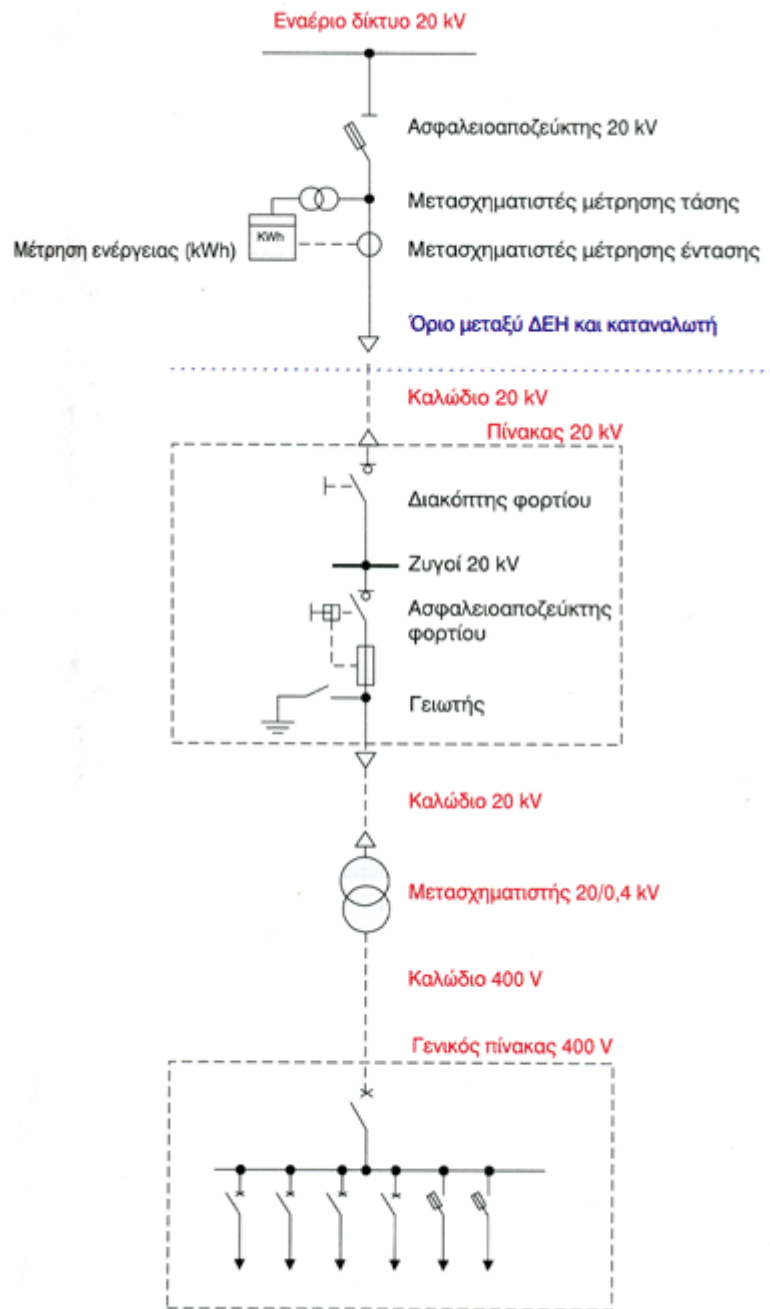 Εναέριο δίκτυο 20 kV
Ασφαλειοαποζεύκτης 20 kV
Μετασχηματιστές μέτρησης τάσης
KWh
Μέτρηση ενέργειας (kWh)
Μετασχηματιστές μέτρησης έντασης
Όριο μεταξύ ΔΕΗ και καταναλωτή
Καλώδιο 20 kV
Πίνακας 20 kV
Διακόπτης φορτίου
Ζυγοί 20 kV
Ασφαλειοαποζεύκτης
φορτίου
Γειωτής
Καλώδιο 20 kV
Μετασχηματιστής 20/0,4 kV
Καλώδιο 400 V
Γενικός πίνακας 400 V